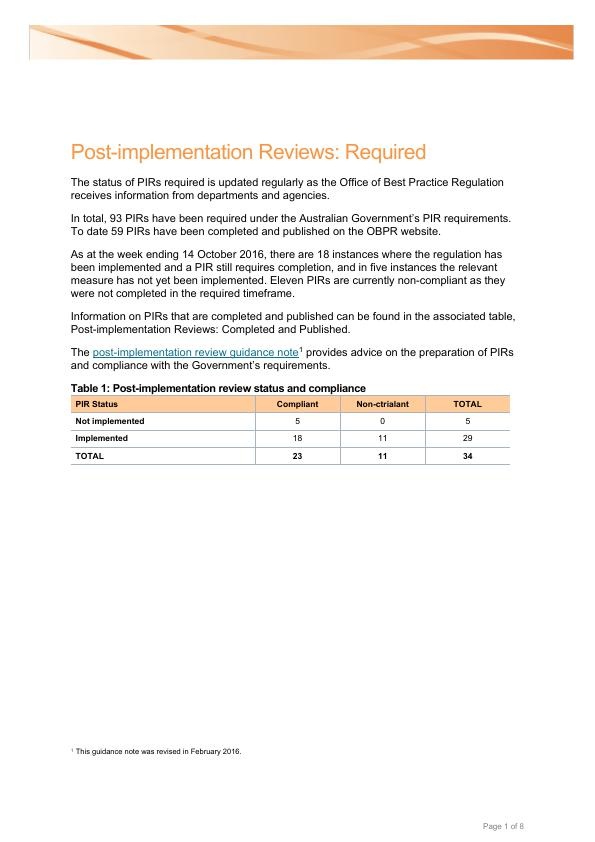 Post-implementation Reviews: Required
The status of PIRs required is updated regularly as the Office of Best Practice Regulation
receives information from departments and agencies.
In total, 93 PIRs have been required under the Australian Government’s PIR requirements.
To date 59 PIRs have been completed and published on the OBPR website.
As at the week ending 14 October 2016, there are 18 instances where the regulation has
been implemented and a PIR still requires completion, and in five instances the relevant
measure has not yet been implemented. Eleven PIRs are currently non-compliant as they
were not completed in the required timeframe.
Information on PIRs that are completed and published can be found in the associated table,
Post-implementation Reviews: Completed and Published.
The post-implementation review guidance note¹ provides advice on the preparation of PIRs
and compliance with the Government’s requirements.
Table 1: Post-implementation review status and compliance
PIR Status Compliant Non-ctrialant TOTAL
Not implemented 5 0 5
Implemented 18 11 29
TOTAL 23 11 34
¹ This guidance note was revised in February 2016.
Page 1 of 8